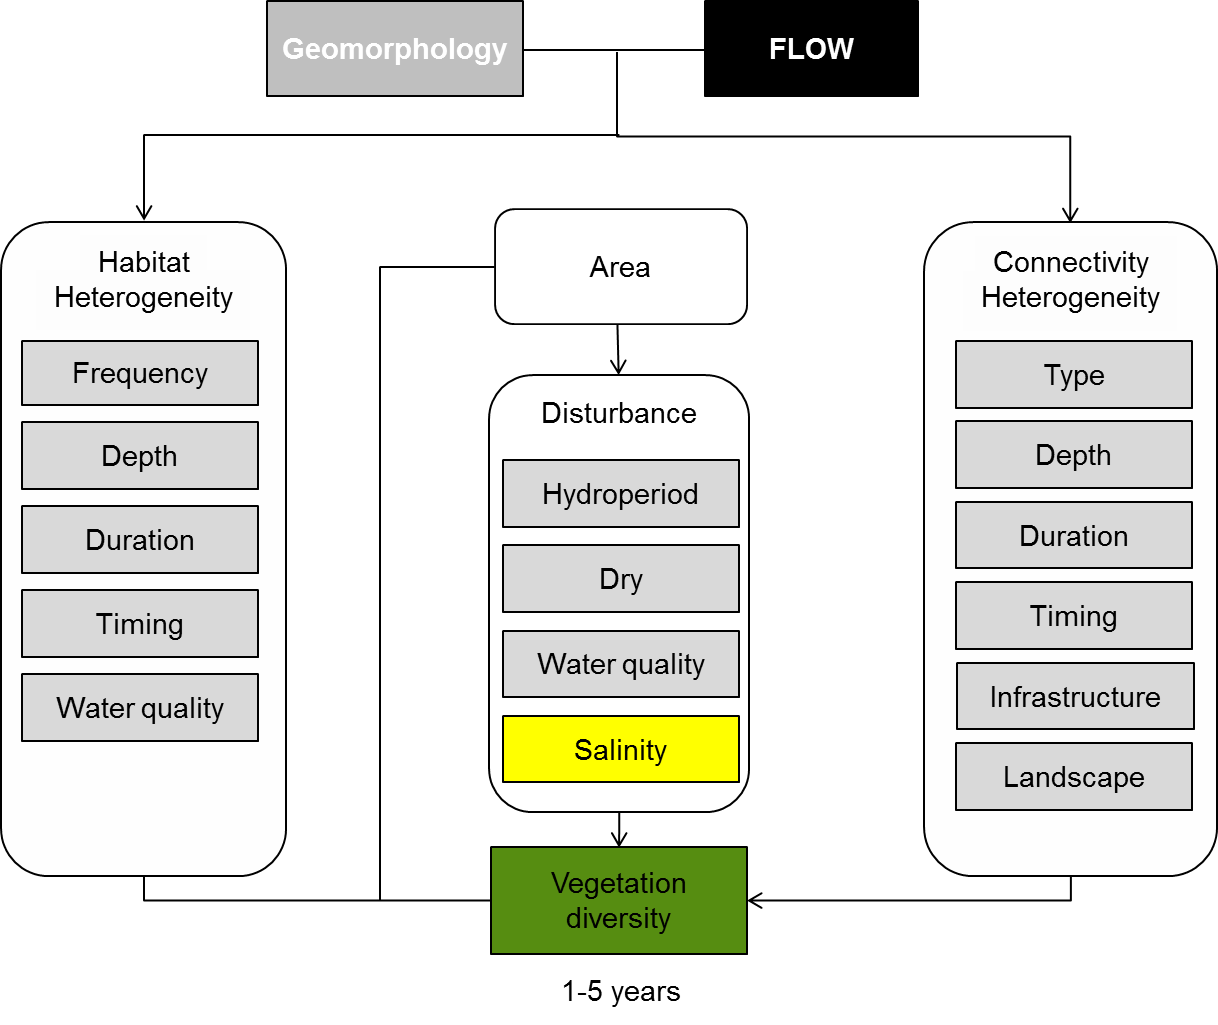 Geomorphology
FLOW
Habitat
Heterogeneity
Frequency
Depth
Duration
Timing
Water quality
Area
Disturbance
Hydroperiod
Dry
Water quality
Salinity
Connectivity
Heterogeneity
Type
Depth
Duration
Timing
Infrastructure
Landscape
Vegetation
diversity
1-5 years